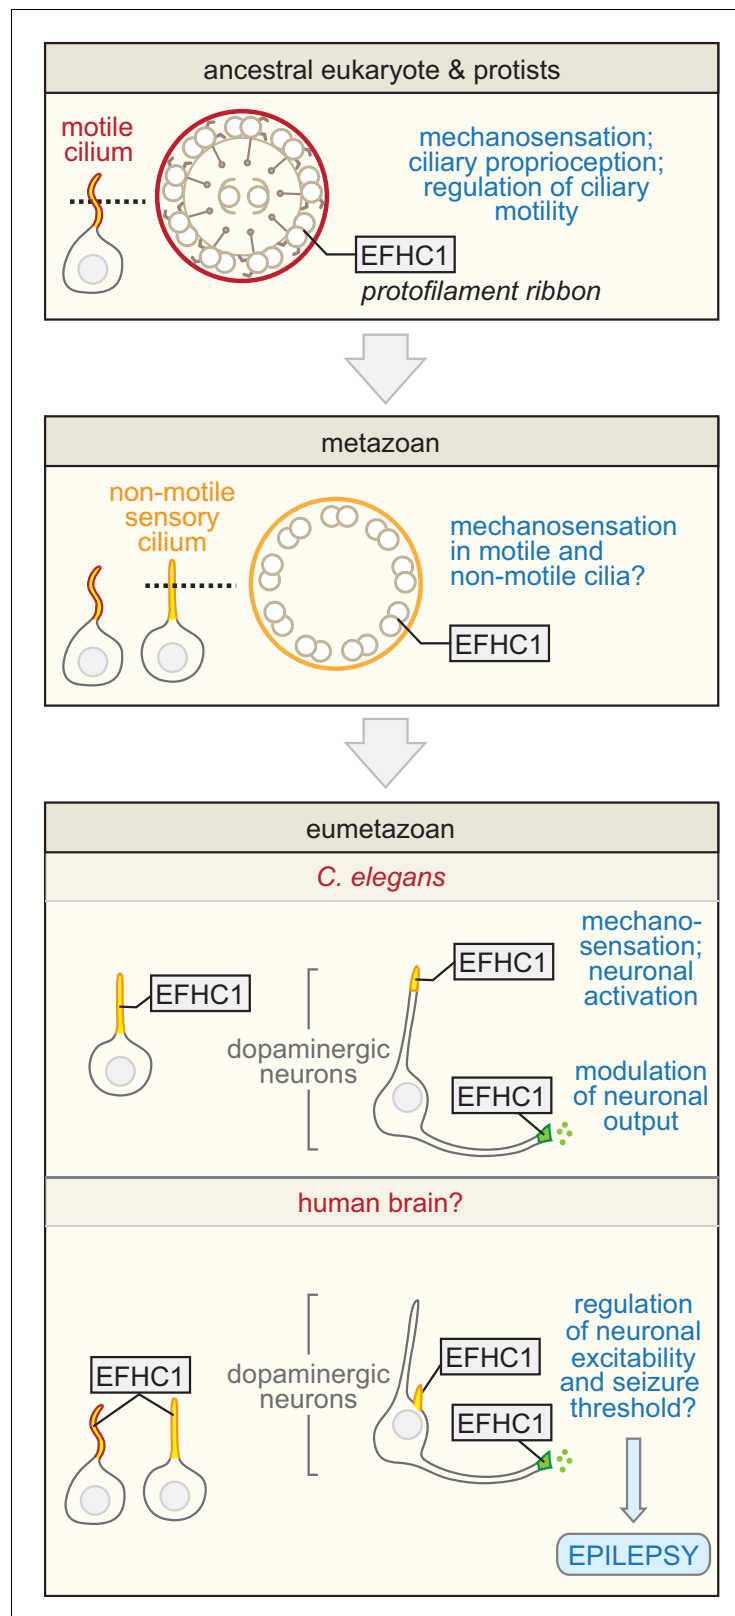 ancestral eukaryote & protists
motile
cilium
mechanosensation;
ciliary proprioception;
regulation of ciliary
motility
EFHC1
protofilament ribbon
metazoan
non-motile
sensory
cilium
mechanosensation
in motile and
non-motile cilia?
EFHC1
eumetazoan
C. elegans
EFHC1
dopaminergic
neurons
EFHC1
EFHC1
mechano-
sensation;
neuronal
activation
modulation
of neuronal
output
human brain?
EFHC1
dopaminergic
neurons
EFHC1
EFHC1
regulation
of neuronal
excitability
and seizure
threshold?
EPILEPSY